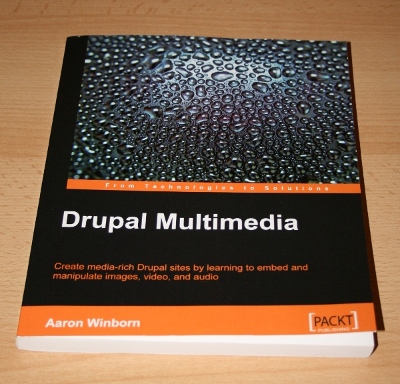 From Technologies to Solutions
Drupal Multimedia
Create media-rich Drupal sites by learning to embed and
manipulate images, video, and audio
Aaron Winborn
[PACKT]
PUBLISHING